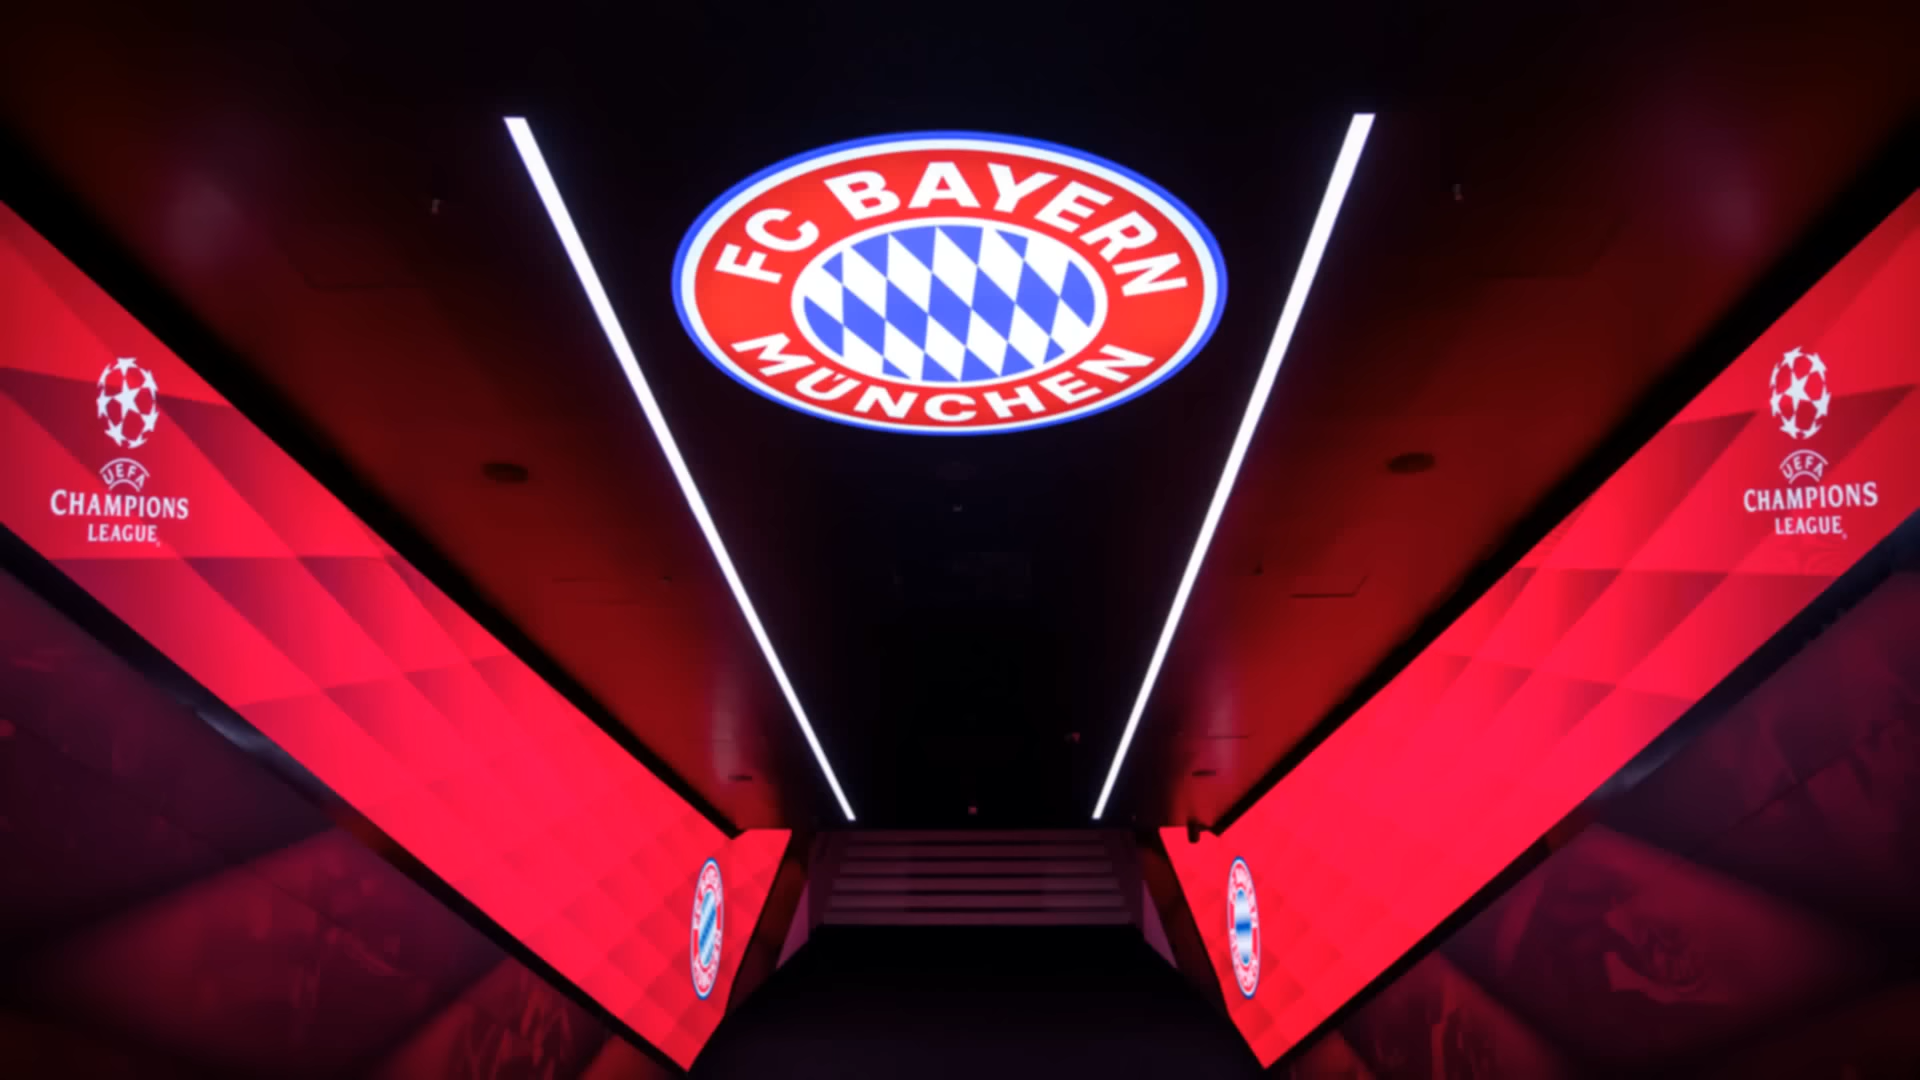 FC BAYERN
MÜNCHEN
UEFA
CHAMPIONS
LEAGUE
UEFA
CHAMPIONS
LEAGUE